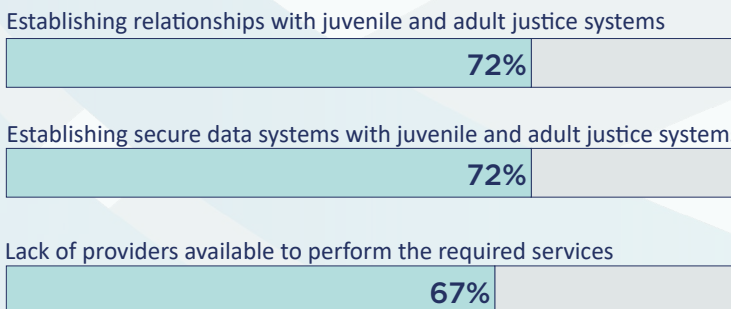 Establishing relationships with juvenile and adult justice systems
72%
Establishing secure data systems with juvenile and adult justice system
72%
Lack of providers available to perform the required services
67%